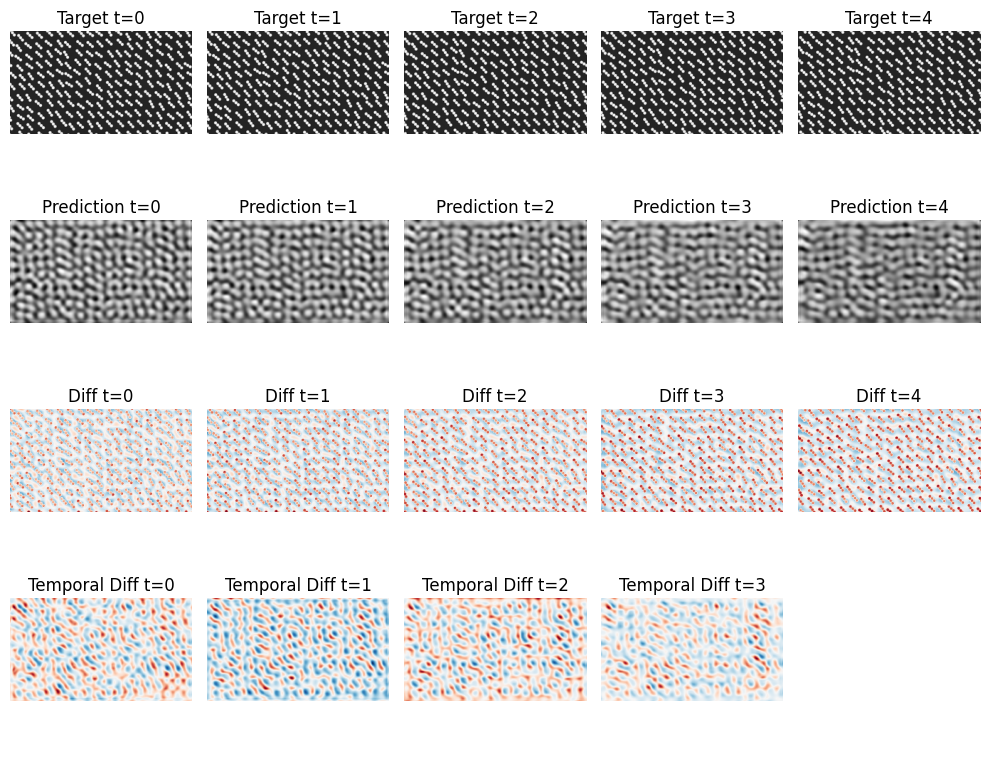 Target t=0 Target t=1 Target t=2 Target t=3 Target t=4
Prediction t=0 Prediction t=1 Prediction t=2 Prediction t=3 Prediction t=4
Diff t=0 Diff t=1 Diff t=2 Diff t=3 Diff t=4
Temporal Diff t=0 Temporal Diff t=1 Temporal Diff t=2 Temporal Diff t=3